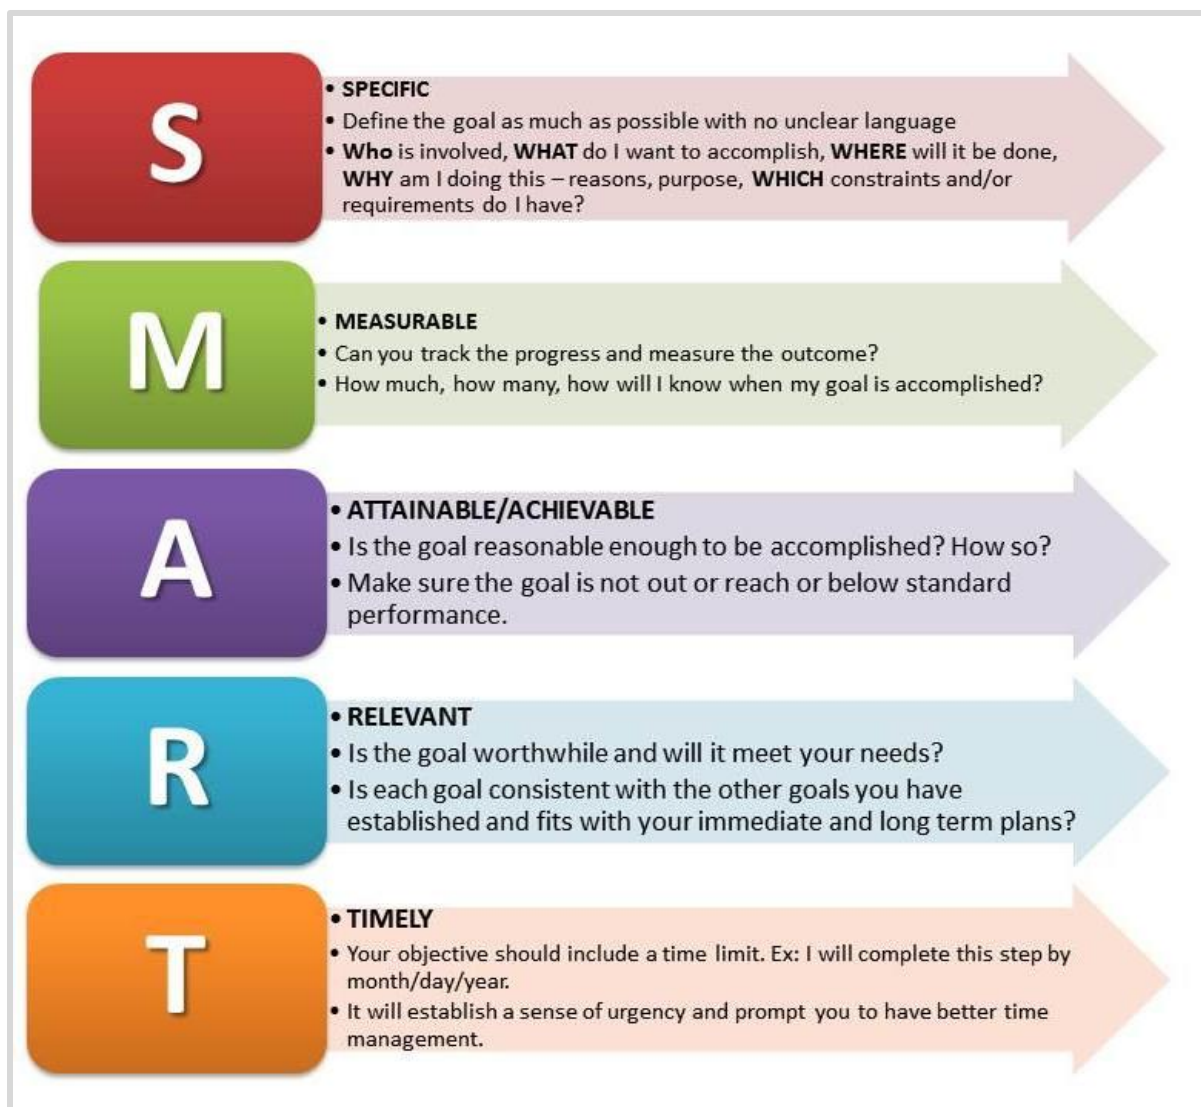 S
• SPECIFIC
• Define the goal as much as possible with no unclear language
• Who is involved, WHAT do I want to accomplish, WHERE will it be done,
WHY am I doing this – reasons, purpose, WHICH constraints and/or
requirements do I have?
M
• MEASURABLE
• Can you track the progress and measure the outcome?
• How much, how many, how will I know when my goal is accomplished?
A
• ATTAINABLE/ACHIEVABLE
• Is the goal reasonable enough to be accomplished? How so?
• Make sure the goal is not out or reach or below standard
performance.
R
• RELEVANT
• Is the goal worthwhile and will it meet your needs?
• Is each goal consistent with the other goals you have
established and fits with your immediate and long term plans?
T
• TIMELY
• Your objective should include a time limit. Ex: I will complete this step by
month/day/year.
• It will establish a sense of urgency and prompt you to have better time
management.